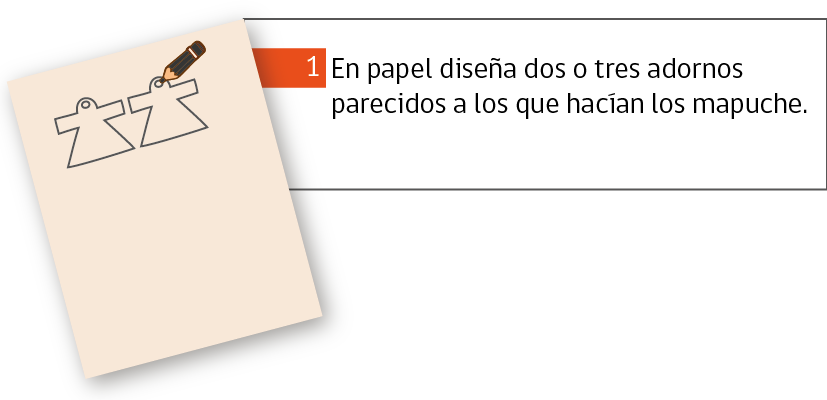 1 En papel diseña dos o tres adornos
parecidos a los que hacían los mapuche.